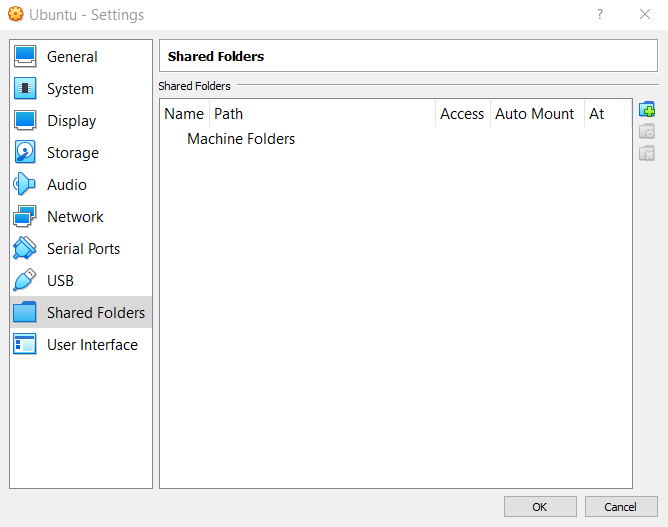 Ubuntu - Settings ?
General
System
Display
Storage
Audio
Network
Serial Ports
USB
Shared Folders
User Interface
Shared Folders
Shared Folders
Name Path Access Auto Mount At
Machine Folders
OK Cancel